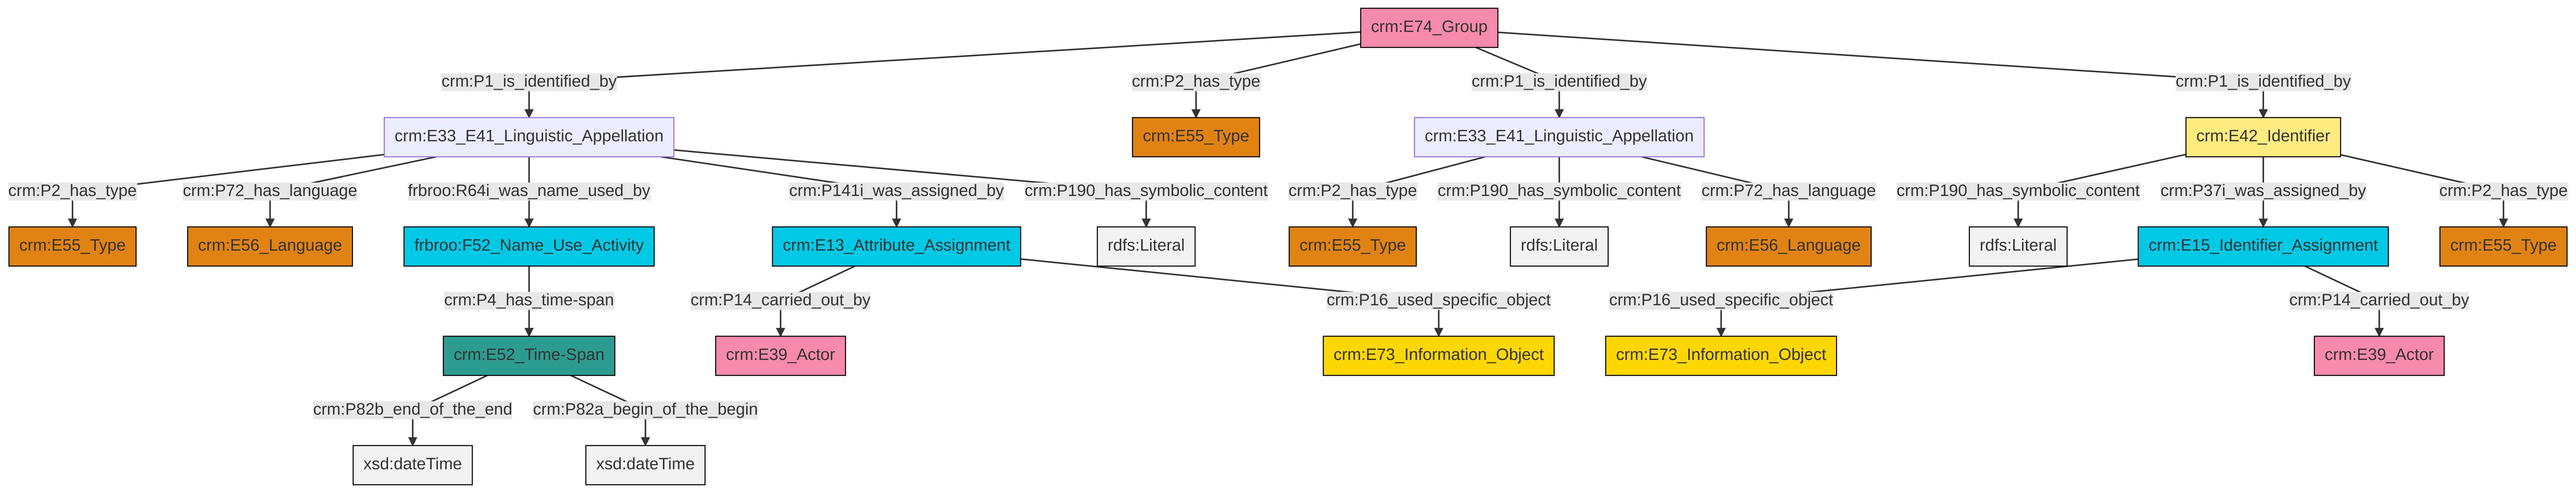 crm:E74_Group
crm:P1_is_identified_by
crm:P2_has_type
crm:P1_is_identified_by
crm:P1_is_identified_by
crm:E33_E41_Linguistic_Appellation
crm:E55_Type
crm:E33_E41_Linguistic_Appellation
crm:E42_Identifier
crm:P2_has_type
crm:P72_has_language
frbroo:R64i_was_name_used_by
crm:P141i_was_assigned_by
crm:P190_has_symbolic_content
crm:P2_has_type
crm:P190_has_symbolic_content
crm:P72_has_language
crm:P190_has_symbolic_content
crm:P37i_was_assigned_by
crm:P2_has_type
crm:E55_Type
crm:E56_Language
frbroo:F52_Name_Use_Activity
crm:E13_Attribute_Assignment
rdfs:Literal
crm:E55_Type
rdfs:Literal
crm:E56_Language
rdfs:Literal
crm:E15_Identifier_Assignment
crm:E55_Type
crm:P4_has_time-span
crm:P14_carried_out_by
crm:P16_used_specific_object
crm:P16_used_specific_object
crm:P14_carried_out_by
crm:E52_Time-Span
crm:E39_Actor
crm:E73_Information_Object
crm:E73_Information_Object
crm:E39_Actor
crm:P82b_end_of_the_end
crm:P82a_begin_of_the_begin
xsd:dateTime
xsd:dateTime